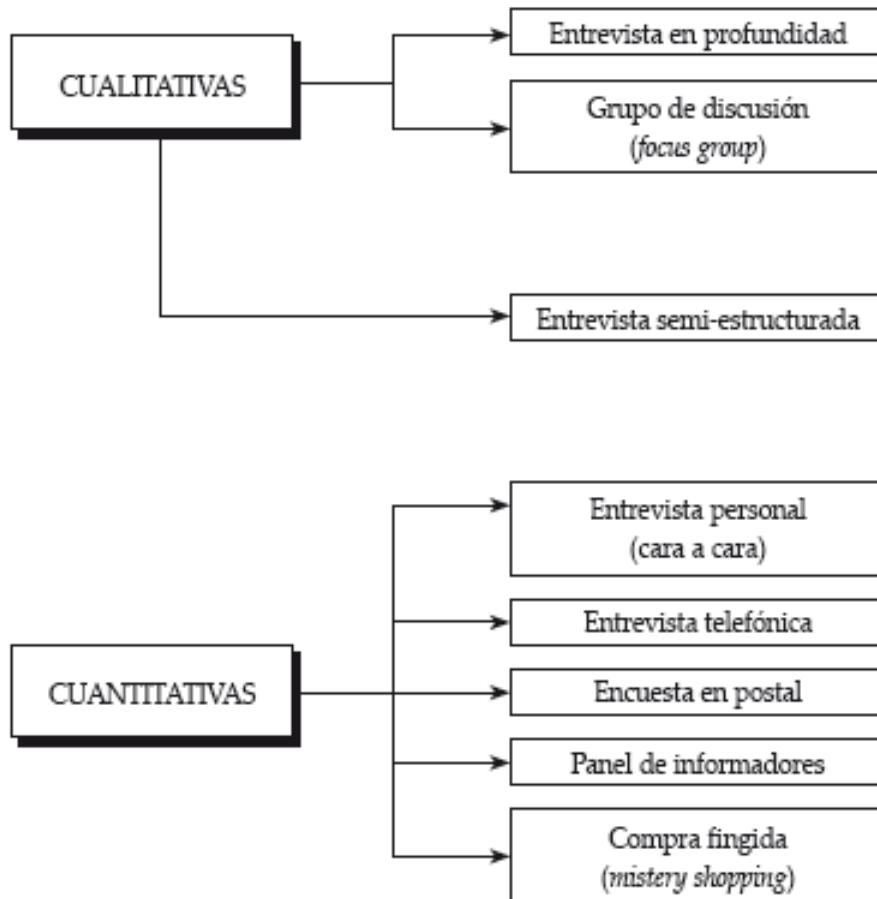 CUALITATIVAS
Entrevista en profundidad
Grupo de discusión
(focus group)
Entrevista semi-estructurada
CUANTITATIVAS
Entrevista personal
(cara a cara)
Entrevista telefónica
Encuesta en postal
Panel de informadores
Compra fingida
(mistery shopping)